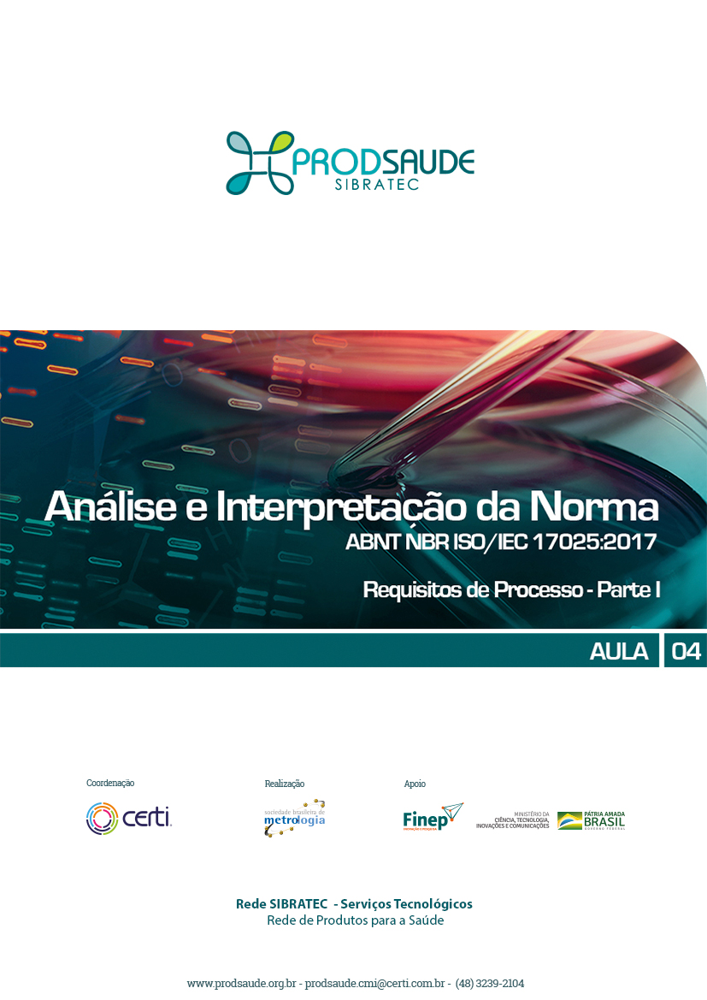 PRODSAUDE
SIBRATEC
Análise e Interpretação da Norma
ABNT NBR ISO/IEC 17025:2017
Requisitos de Processo - Parte I
AULA 04
Coordenação
Realização
Apoio
certi
sociedade brasileira de
metrologia
Finep
INOVAÇÃO E PESQUISA
MINISTÉRIO DA
CIÊNCIA, TECNOLOGIA,
INOVAÇÕES E COMUNICAÇÕES
PÁTRIA AMADA
BRASIL
GOVERNO FEDERAL
Rede SIBRATEC - Serviços Tecnológicos
Rede de Produtos para a Saúde
www.prodsaude.org.br - prodsaude.cmi@certi.com.br - (48) 3239-2104